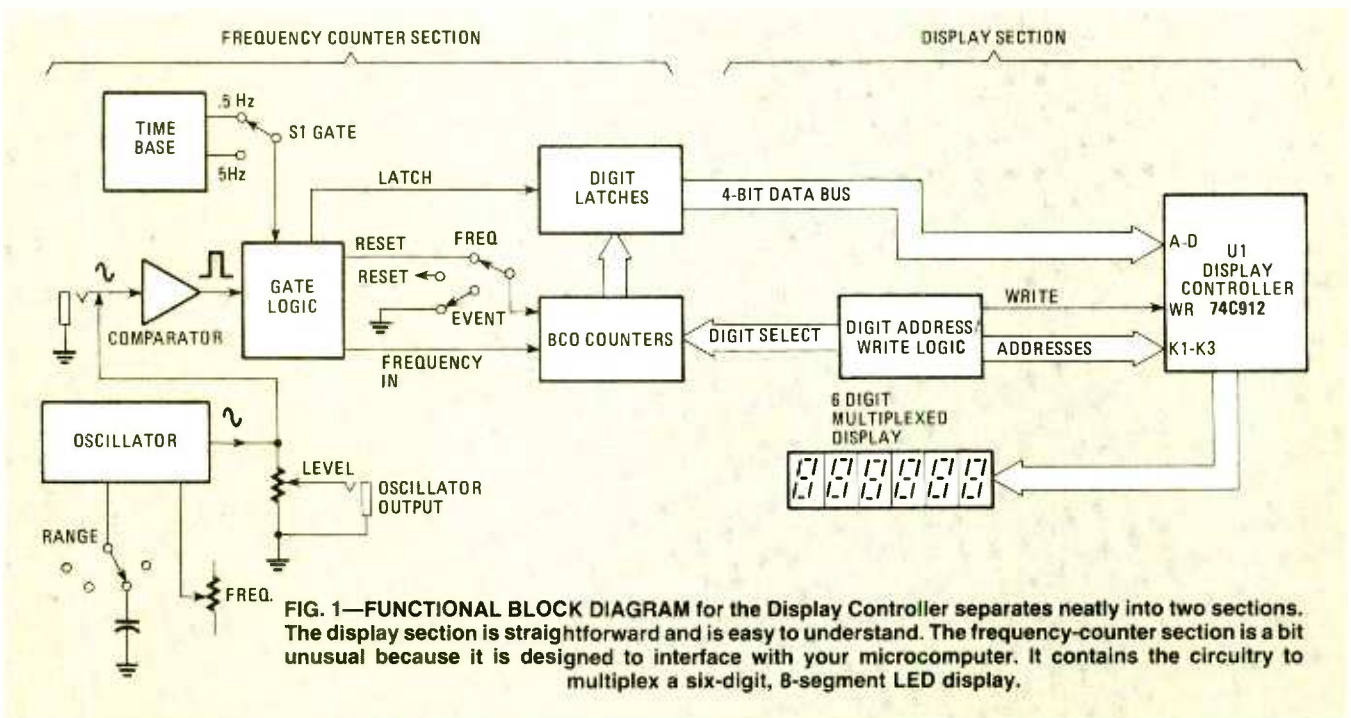 FREQUENCY COUNTER SECTION
DISPLAY SECTION
TIME
BASE
.5 Hz
5Hz
S1 GATE
LATCH
DIGIT
LATCHES
4-BIT DATA BUS
A-D
U1
DISPLAY
CONTROLLER
WR 74C912
K1-K3
COMPARATOR
GATE
LOGIC
RESET
FREQ.
RESET
EVENT
FREQUENCY
IN
BCO COUNTERS
DIGIT SELECT
DIGIT ADDRESS/
WRITE LOGIC
WRITE
ADDRESSES
6 DIGIT
MULTIPLEXED
DISPLAY
OSCILLATOR
LEVEL
OSCILLATOR
OUTPUT
RANGE
FREQ.
FIG. 1—FUNCTIONAL BLOCK DIAGRAM for the Display Controller separates neatly into two sections.
The display section is straightforward and is easy to understand. The frequency-counter section is a bit
unusual because it is designed to interface with your microcomputer. It contains the circuitry to
multiplex a six-digit, 8-segment LED display.